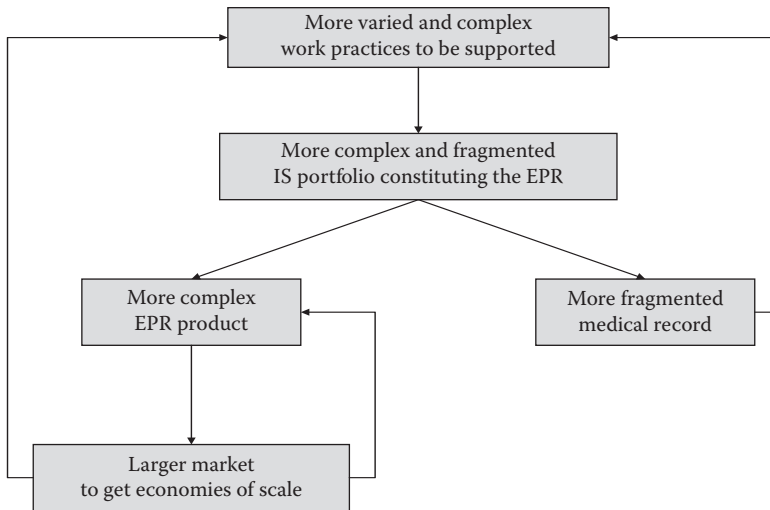 More varied and complex
work practices to be supported
More complex and fragmented
IS portfolio constituting the EPR
More complex
EPR product
More fragmented
medical record
Larger market
to get economies of scale